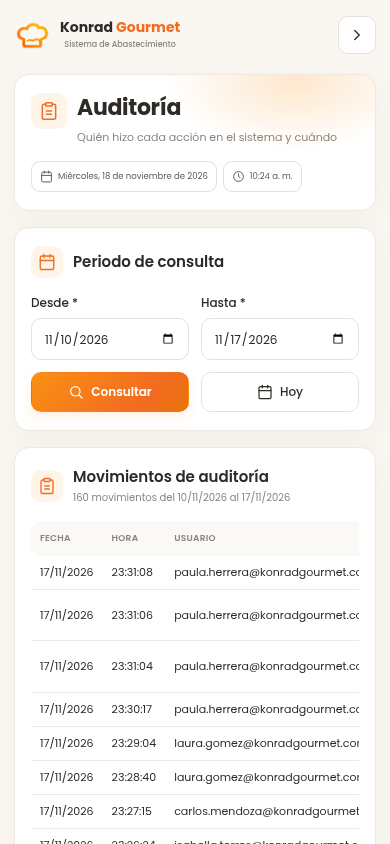 Konrad Gourmet
Sistema de Abastecimiento
Auditoría
Quién hizo cada acción en el sistema y cuándo
Miércoles, 18 de noviembre de 2026
10:24 a. m.
Periodo de consulta
Desde *
Hasta *
11/10/2026
11/17/2026
Consultar
Hoy
Movimientos de auditoría
160 movimientos del 10/11/2026 al 17/11/2026
FECHA HORA USUARIO
17/11/2026 23:31:08 paula.herrera@konradgourmet.co
17/11/2026 23:31:06 paula.herrera@konradgourmet.co
17/11/2026 23:31:04 paula.herrera@konradgourmet.co
17/11/2026 23:30:17 paula.herrera@konradgourmet.co
17/11/2026 23:29:04 laura.gomez@konradgourmet.cor
17/11/2026 23:28:40 laura.gomez@konradgourmet.cor
17/11/2026 23:27:15 carlos.mendoza@konradgourmet